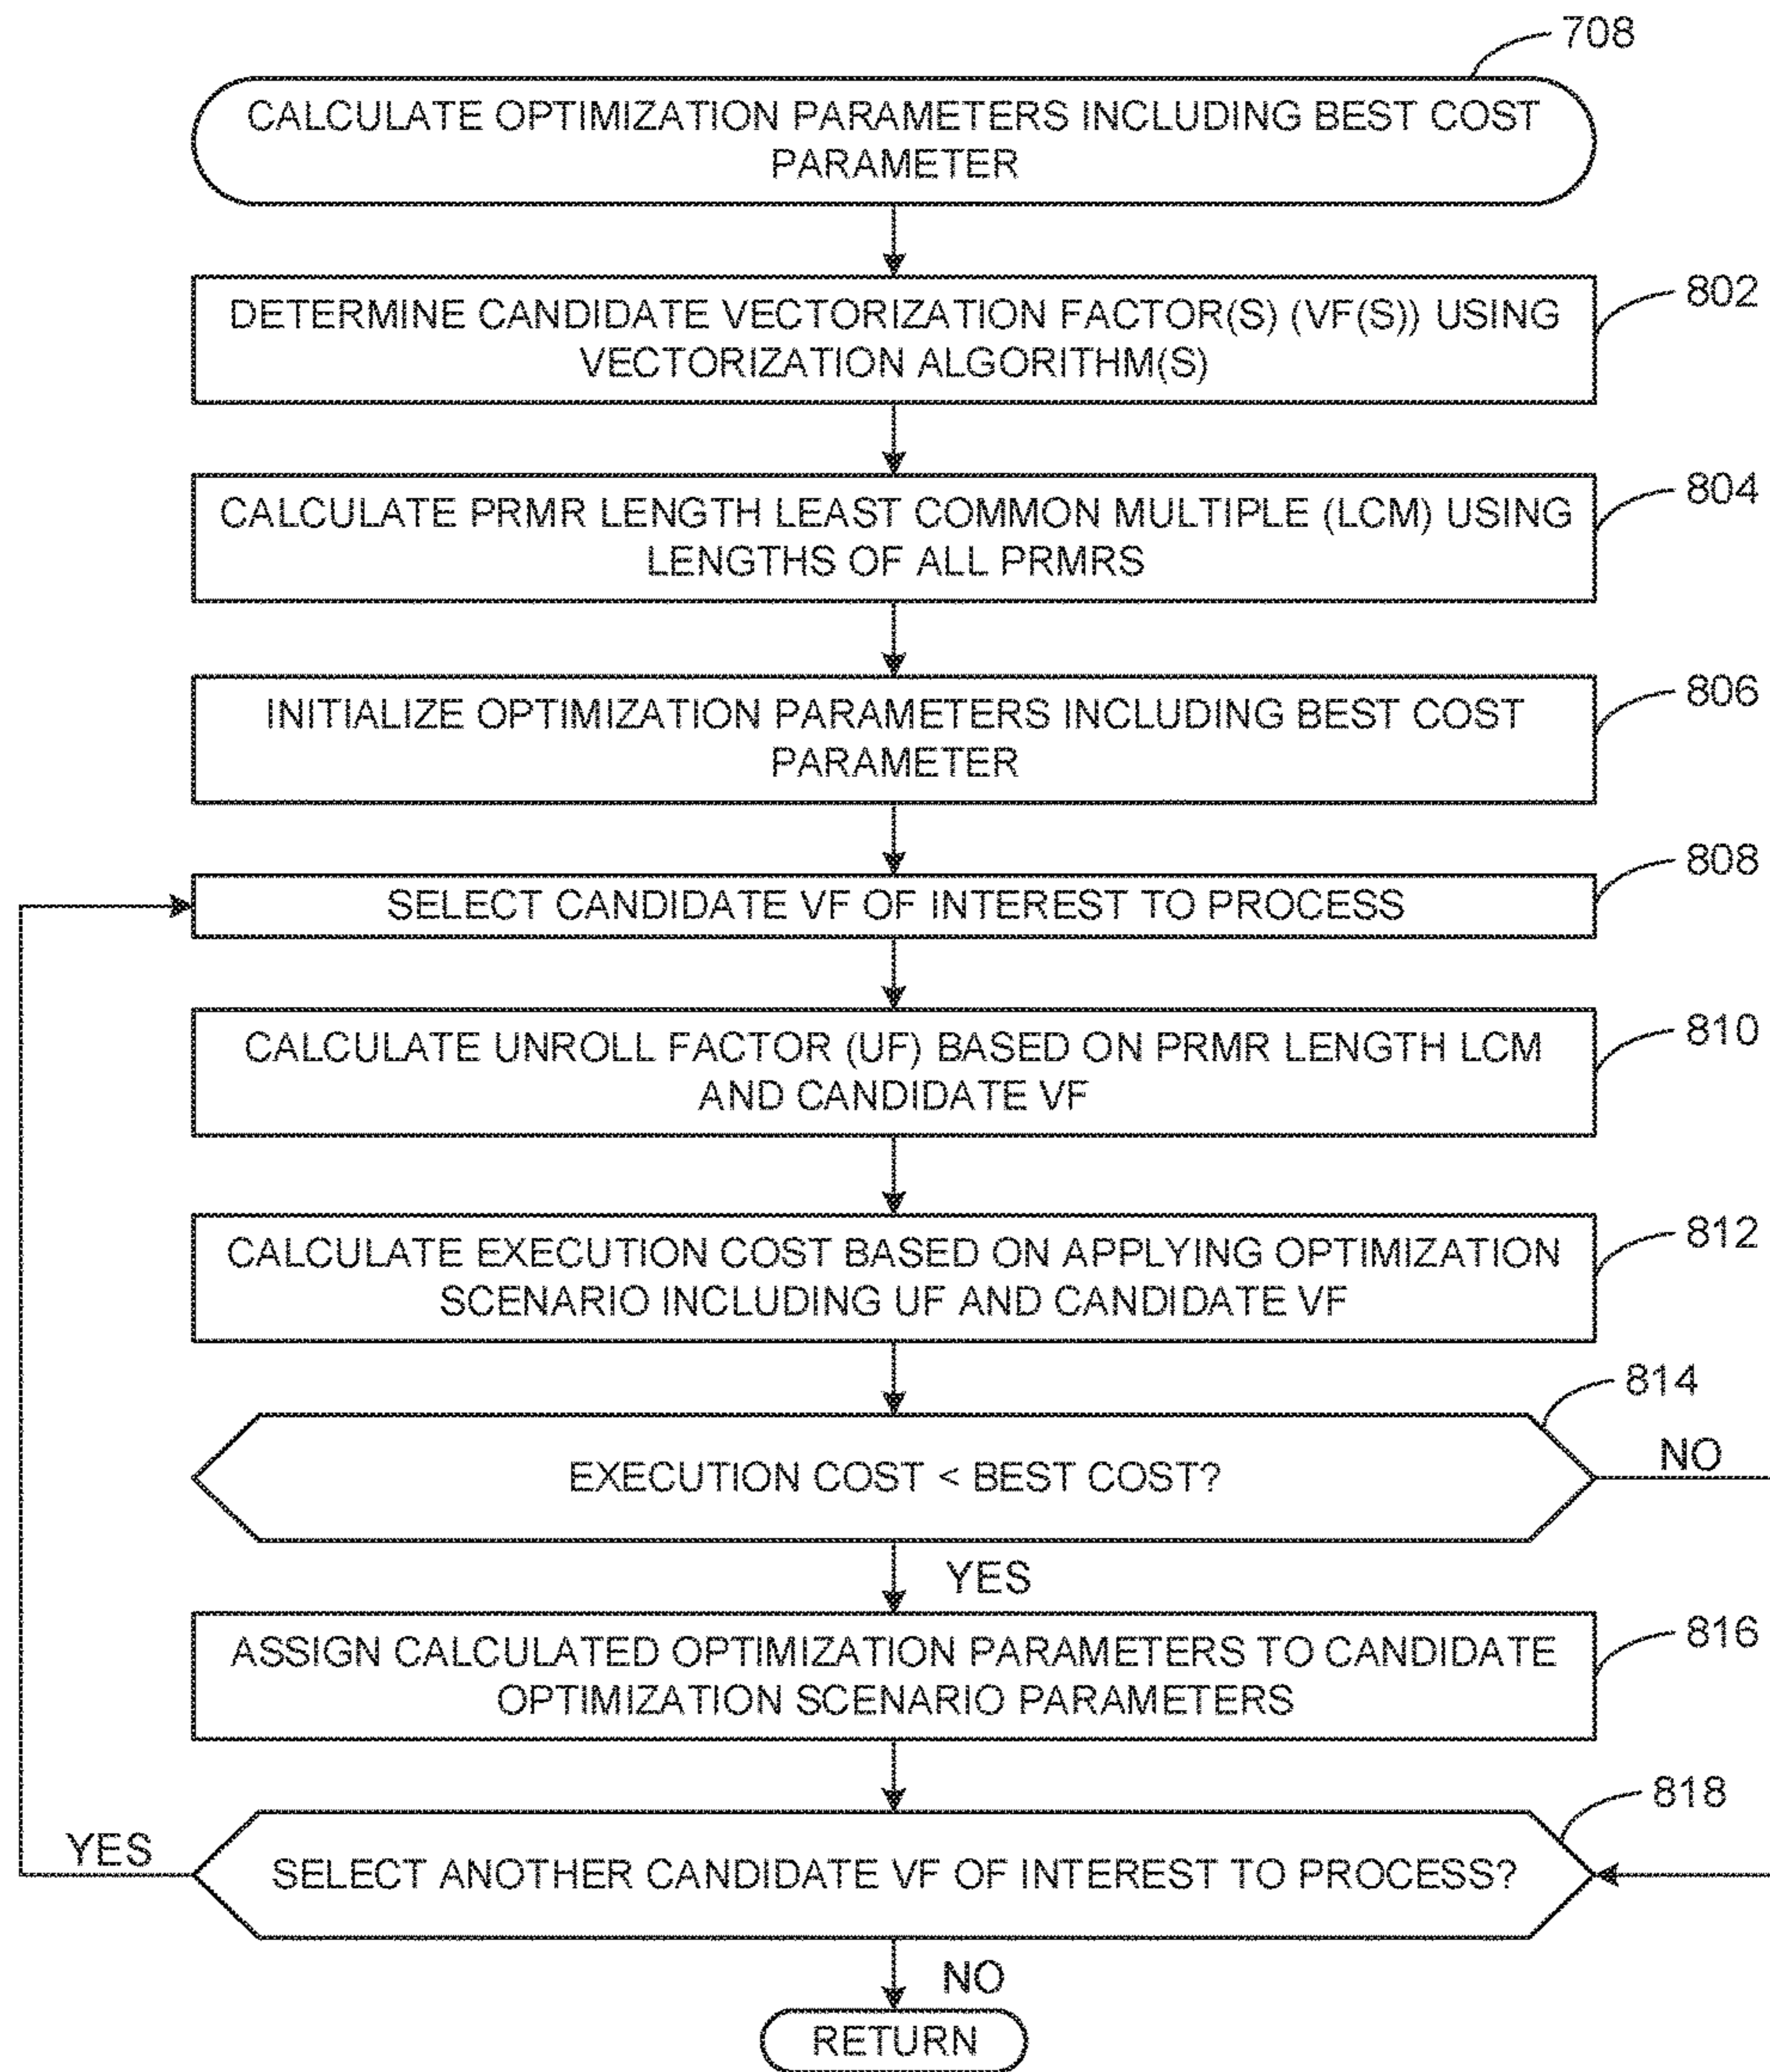 708
CALCULATE OPTIMIZATION PARAMETERS INCLUDING BEST COST
PARAMETER
802
DETERMINE CANDIDATE VECTORIZATION FACTOR(S) (VF(S)) USING
VECTORIZATION ALGORITHM(S)
804
CALCULATE PRMR LENGTH LEAST COMMON MULTIPLE (LCM) USING
LENGTHS OF ALL PRMRS
806
INITIALIZE OPTIMIZATION PARAMETERS INCLUDING BEST COST
PARAMETER
808
SELECT CANDIDATE VF OF INTEREST TO PROCESS
810
CALCULATE UNROLL FACTOR (UF) BASED ON PRMR LENGTH LCM
AND CANDIDATE VF
812
CALCULATE EXECUTION COST BASED ON APPLYING OPTIMIZATION
SCENARIO INCLUDING UF AND CANDIDATE VF
814
EXECUTION COST < BEST COST?
NO
YES
816
ASSIGN CALCULATED OPTIMIZATION PARAMETERS TO CANDIDATE
OPTIMIZATION SCENARIO PARAMETERS
818
YES
SELECT ANOTHER CANDIDATE VF OF INTEREST TO PROCESS?
NO
RETURN